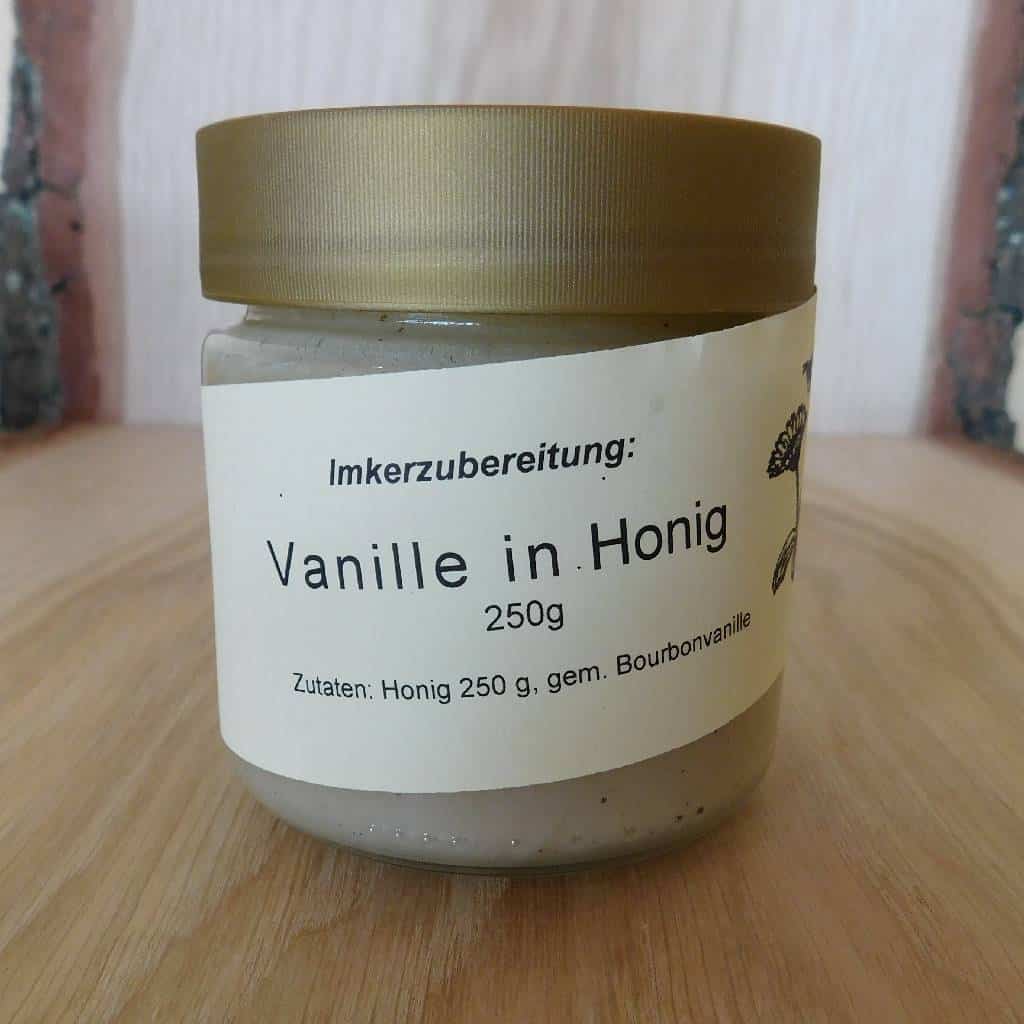 Imkerzubereitung:
Vanille in Honig
250g
Zutaten: Honig 250 g, gem. Bourbonvanille